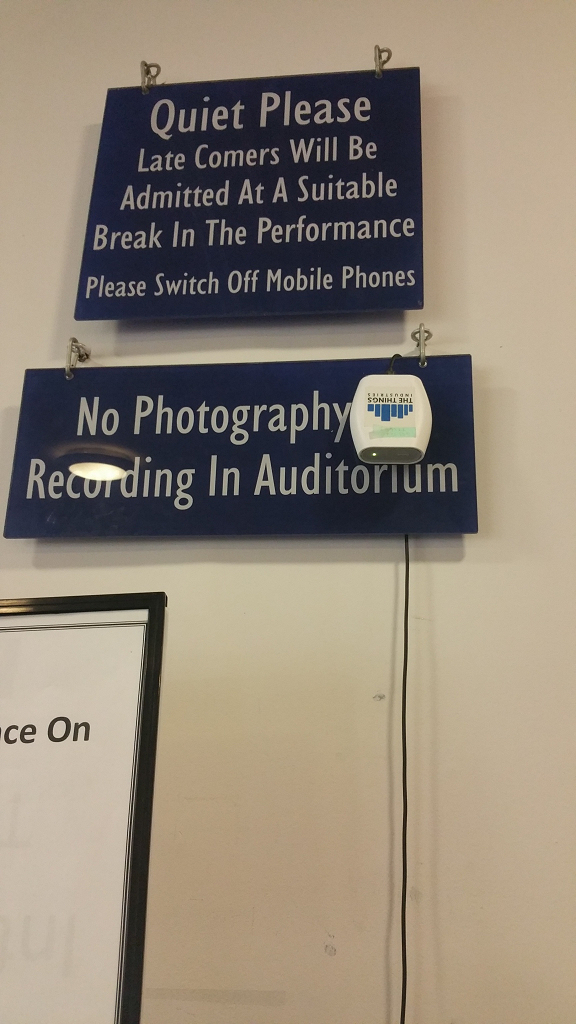 Quiet Please
Late Comers Will Be
Admitted At A Suitable
Break In The Performance
Please Switch Off Mobile Phones
No Photography
THE THINGS
INDUSTRIES
Recording In Auditorium
On